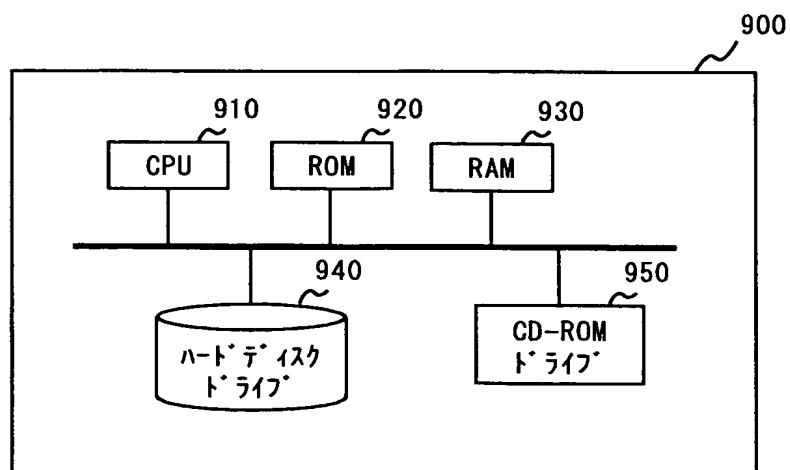 900
910
920
930
CPU
ROM
RAM
940
950
ﾊｰﾄﾞﾃﾞｨｽｸ
ﾄﾞﾗｲﾌﾞ
CD-ROM
ﾄﾞﾗｲﾌﾞ